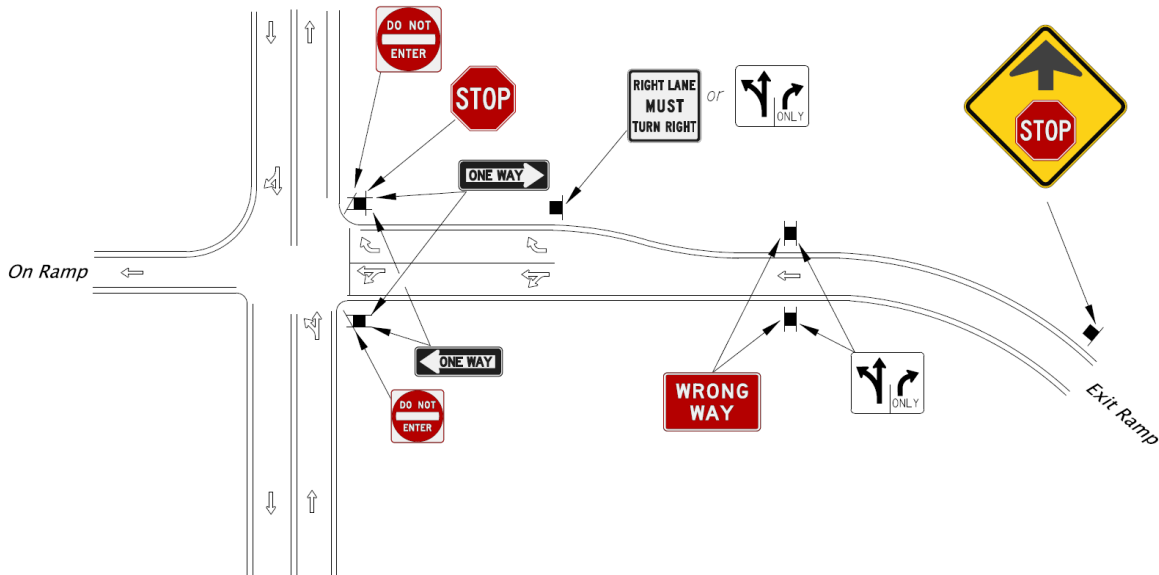 DO NOT
ENTER
STOP
RIGHT LANE
MUST
TURN RIGHT
or
ONLY
STOP
ONE WAY
On Ramp
ONE WAY
WRONG
WAY
ONLY
DO NOT
ENTER
Exit Ramp